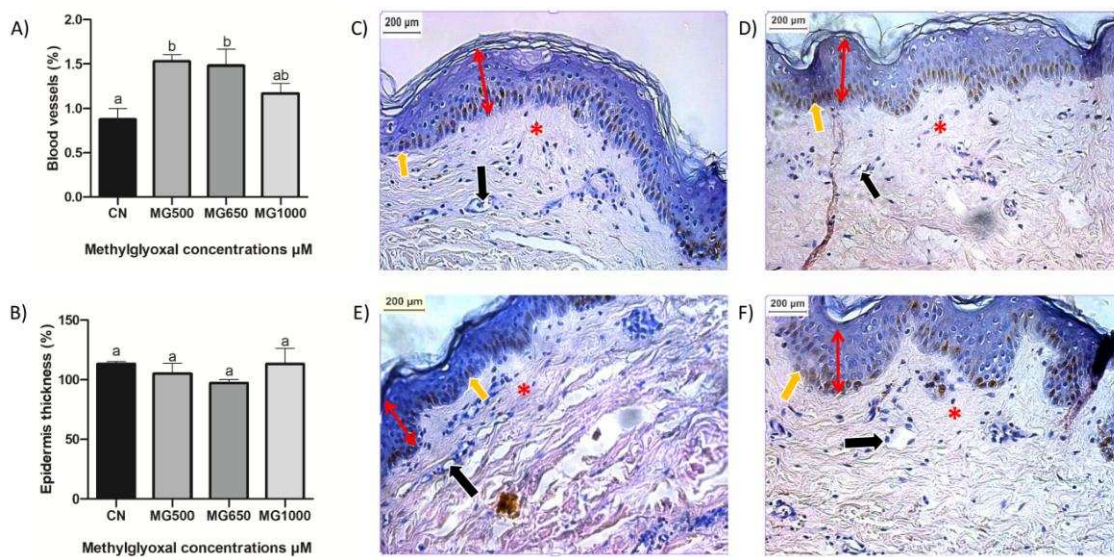 A)
Blood vessels (%)
2.0
1.5
1.0
0.5
0.0
a
b
b
ab
CN MG500 MG650 MG1000
Methylglyoxal concentrations µM
B)
Epidermis thickness (%)
150
100
50
0
a
a
a
a
CN MG500 MG650 MG1000
Methylglyoxal concentrations µM
C)
200 µm
*
D)
200 µm
*
E)
200 µm
*
F)
200 µm
*